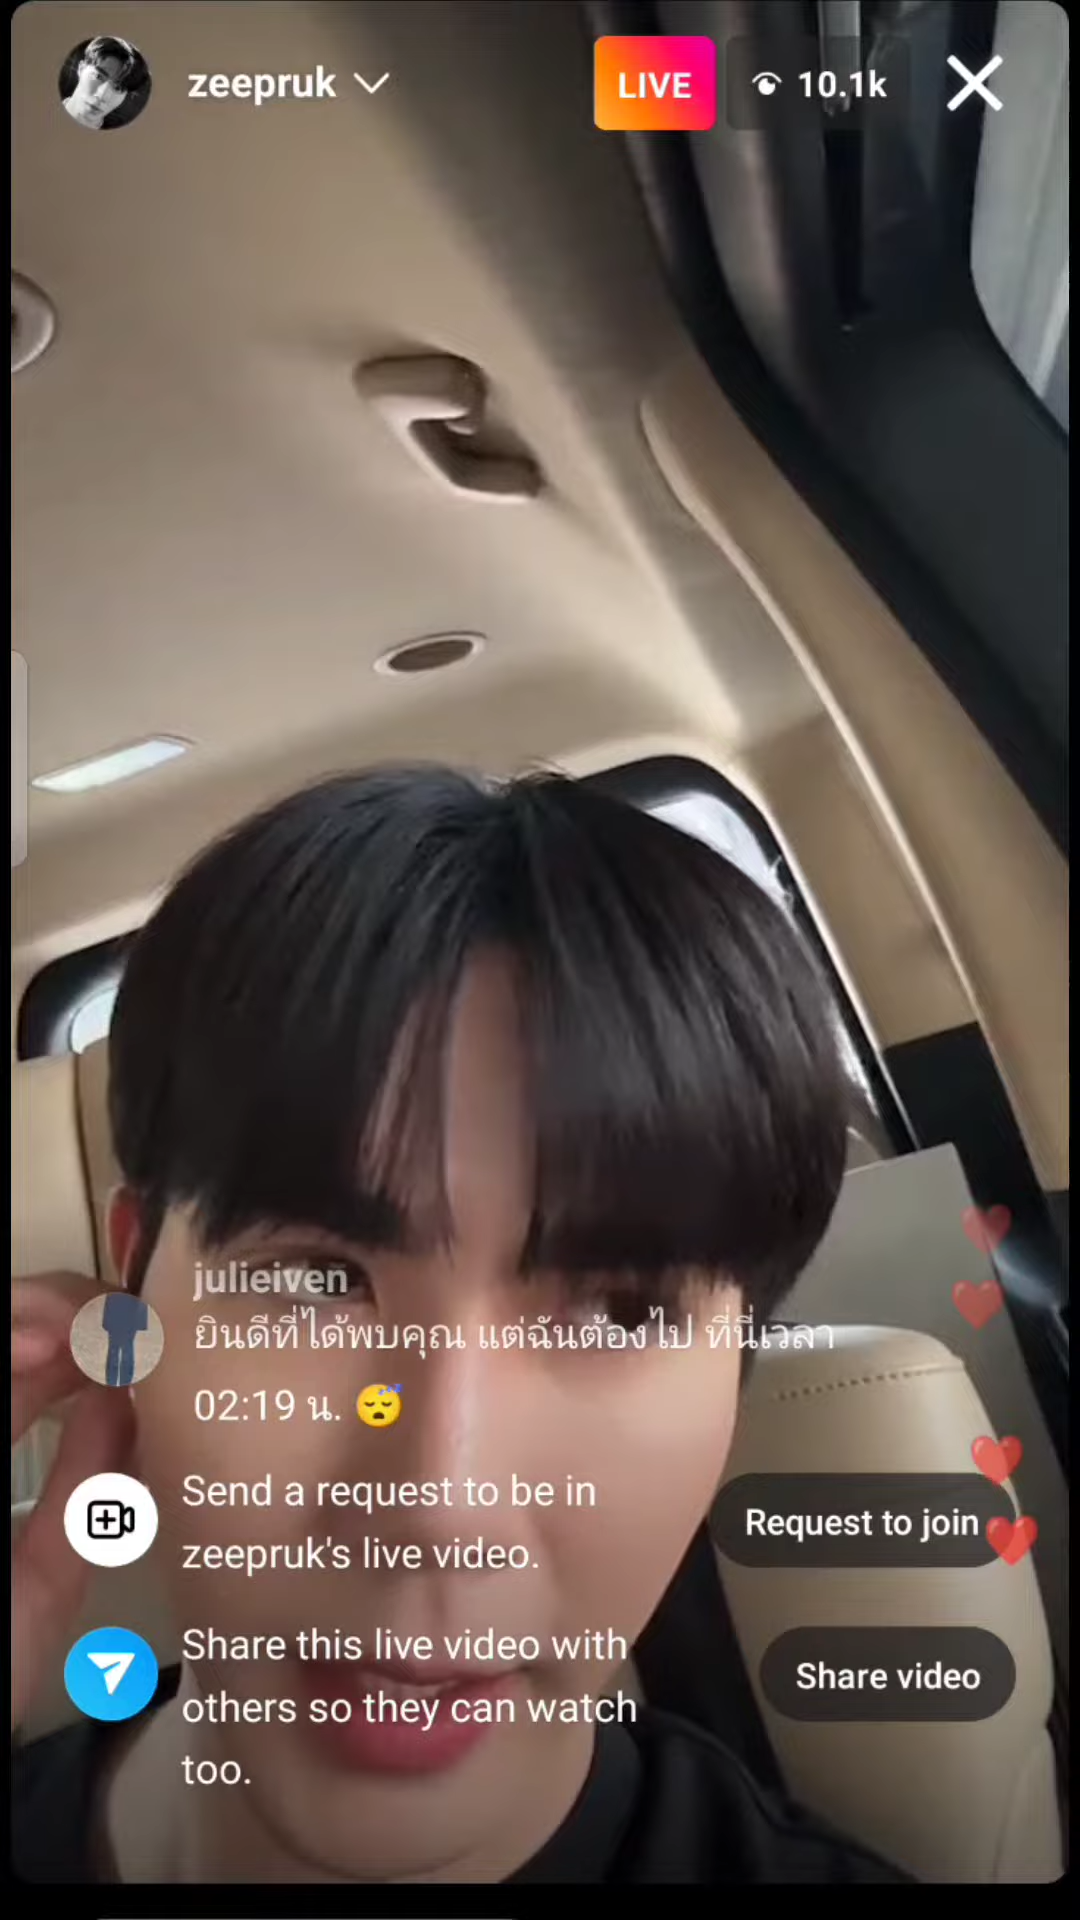 zeepruk
LIVE
10.1k
julieiven
ยินดีที่ได้พบคุณ แต่ฉันต้องไป ที่นี่เวลา
02:19 น. 😴
Send a request to be in
zeepruk's live video.
Request to join
Share this live video with
others so they can watch
too.
Share video